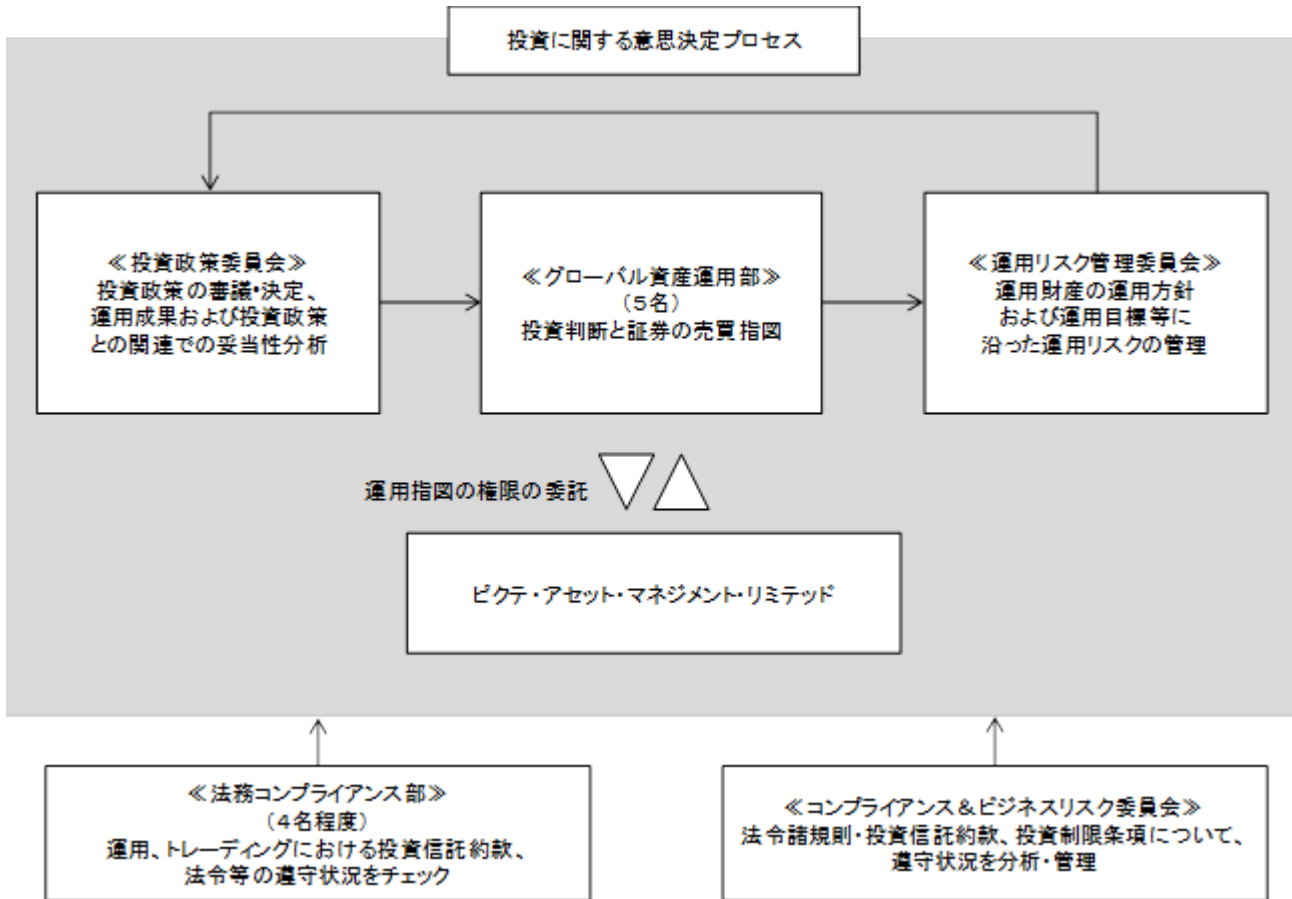 投資に関する意思決定プロセス
≪投資政策委員会≫
投資政策の審議・決定、
運用成果および投資政策
との関連での妥当性分析
≪グローバル資産運用部≫
(5名)
投資判断と証券の売買指図
≪運用リスク管理委員会≫
運用財産の運用方針
および運用目標等に
沿った運用リスクの管理
運用指図の権限の委託
ピクテ・アセット・マネジメント・リミテッド
≪法務コンプライアンス部≫
(4名程度)
運用、トレーディングにおける投資信託約款、
法令等の遵守状況をチェック
≪コンプライアンス&ビジネスリスク委員会≫
法令諸規則・投資信託約款、投資制限条項について、
遵守状況を分析・管理